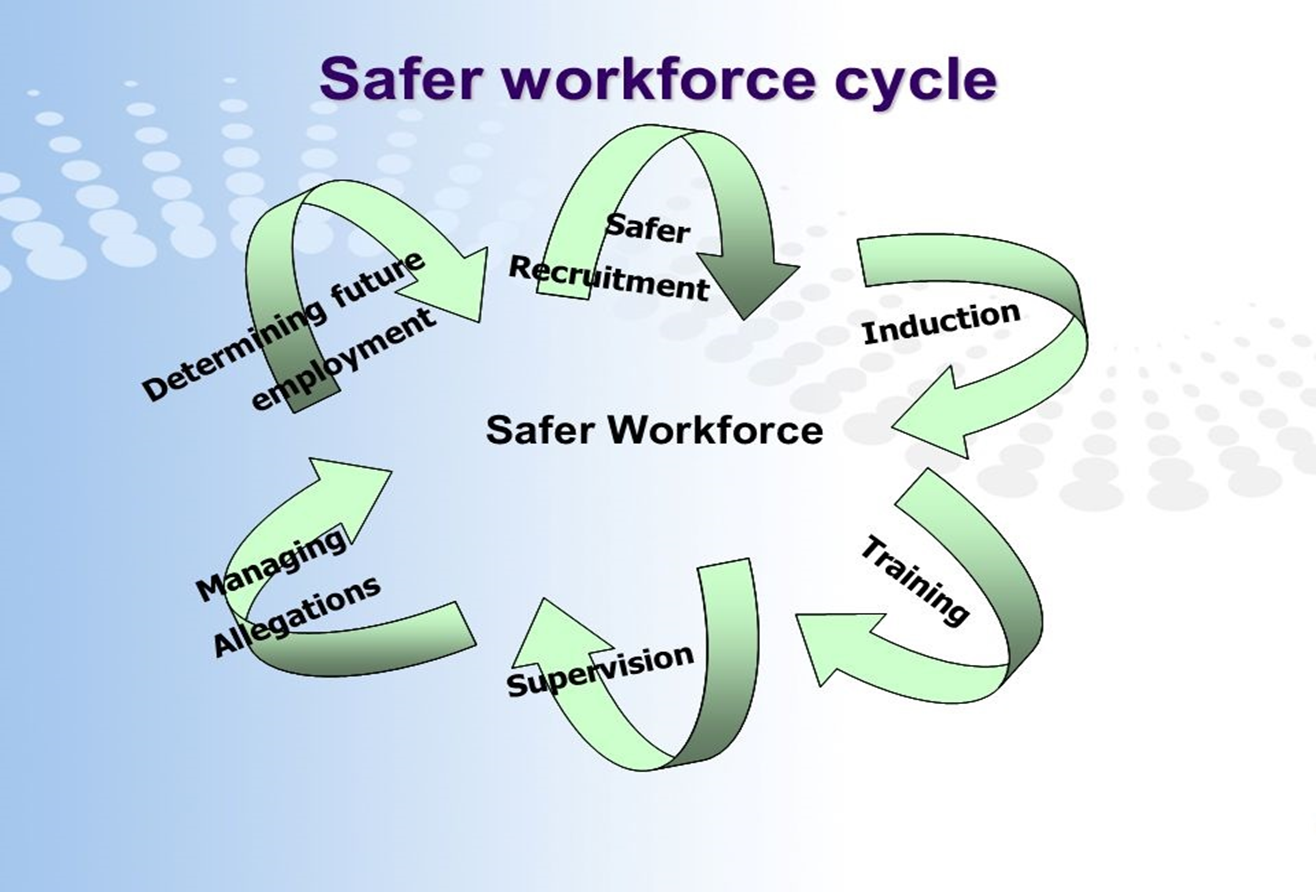 Safer workforce cycle
Safer
Recruitment
Induction
Training
Supervision
Managing
Allegations
Determining future
employment
Safer Workforce